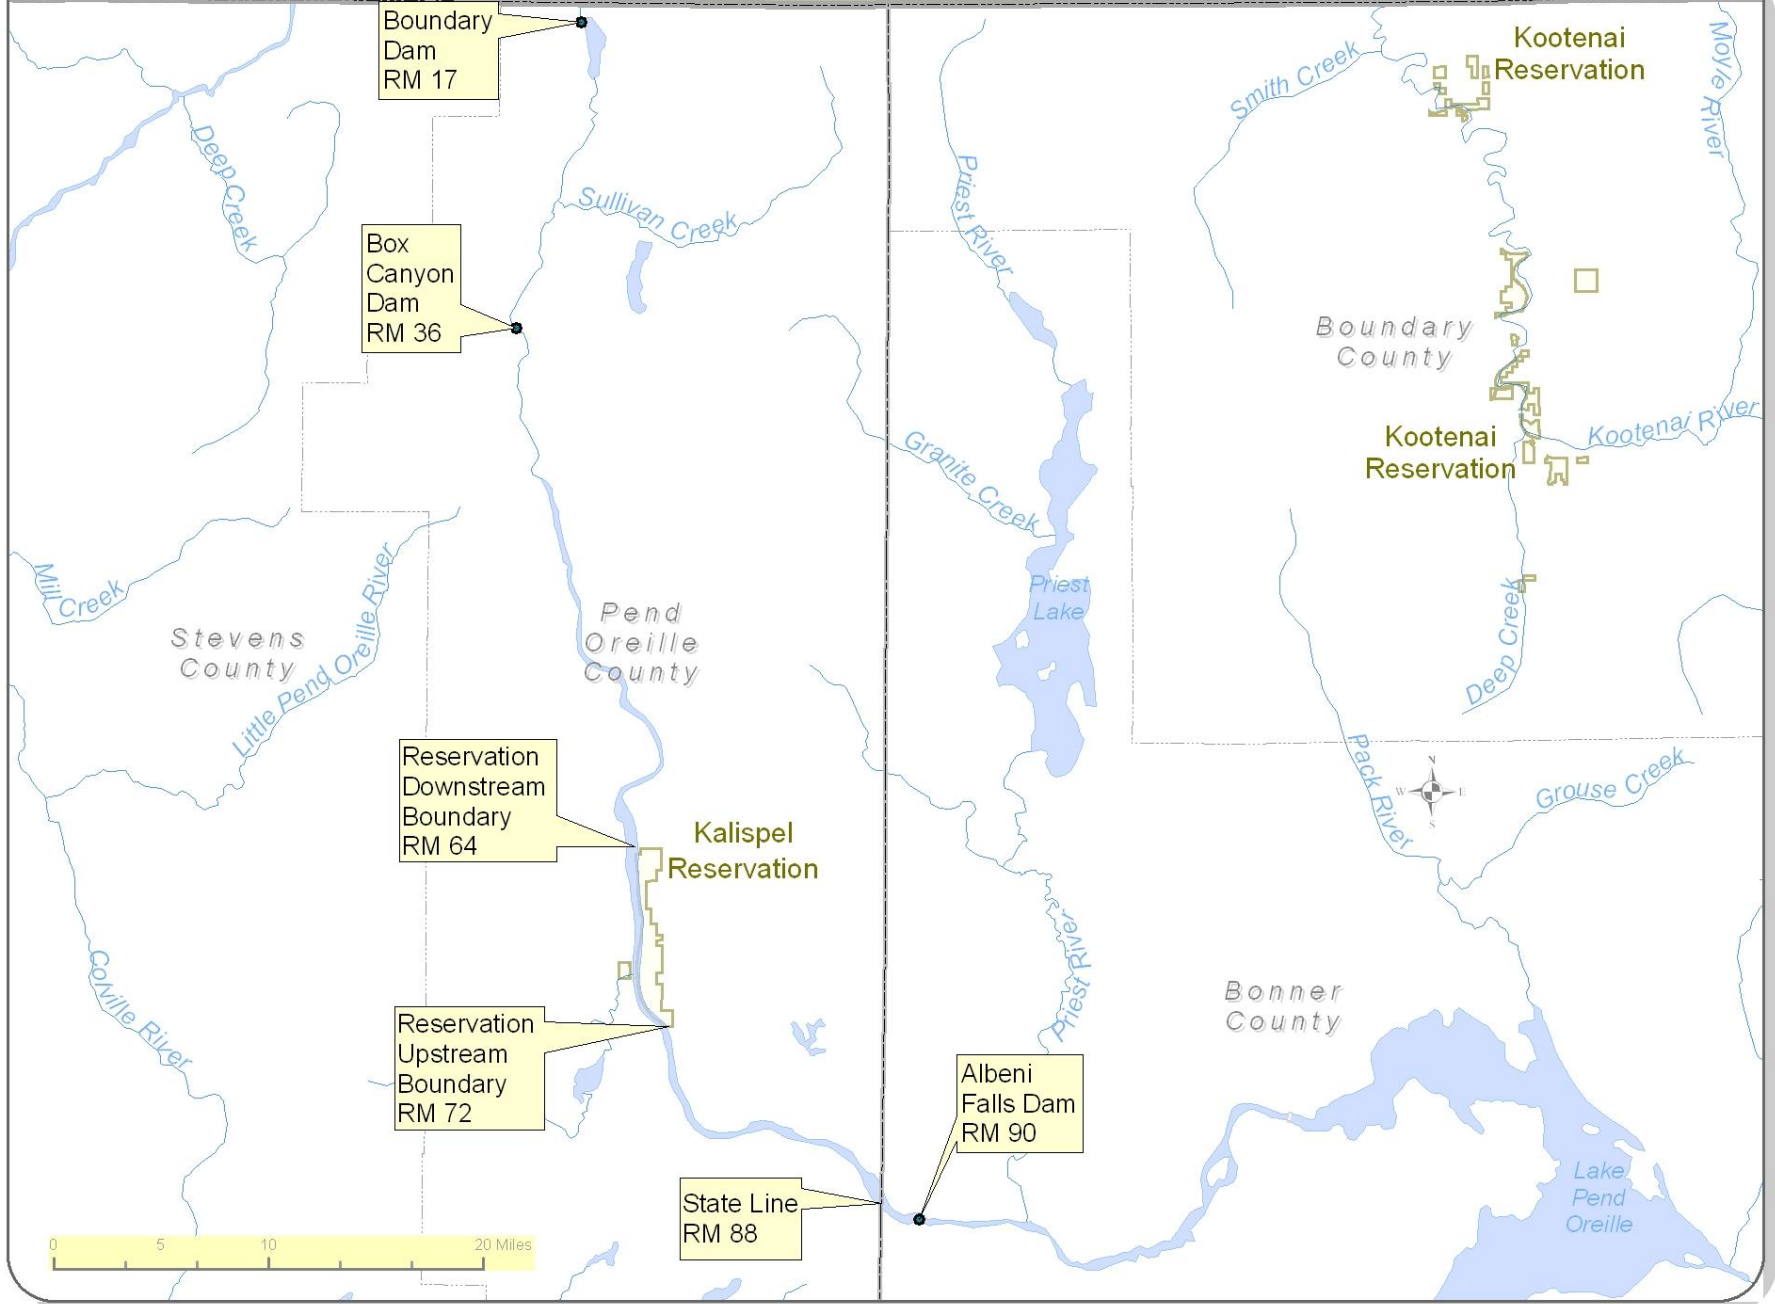 Boundary
Dam
RM 17
Kootenai
Reservation
Moyie River
Smith Creek
Deep Creek
Priest River
Sullivan Creek
Box
Canyon
Dam
RM 36
Boundary
County
Kootenai River
Kootenai
Reservation
Granite Creek
Priest
Lake
Mill Creek
Little Pend Oreille River
Stevens
County
Pend
Oreille
County
Deep Creek
Pack River
N
W
E
S
Grouse Creek
Reservation
Downstream
Boundary
RM 64
Kalispel
Reservation
Colville River
Priest River
Bonner
County
Reservation
Upstream
Boundary
RM 72
Albeni
Falls Dam
RM 90
State Line
RM 88
Lake
Pend
Oreille
0 5 10 20 Miles